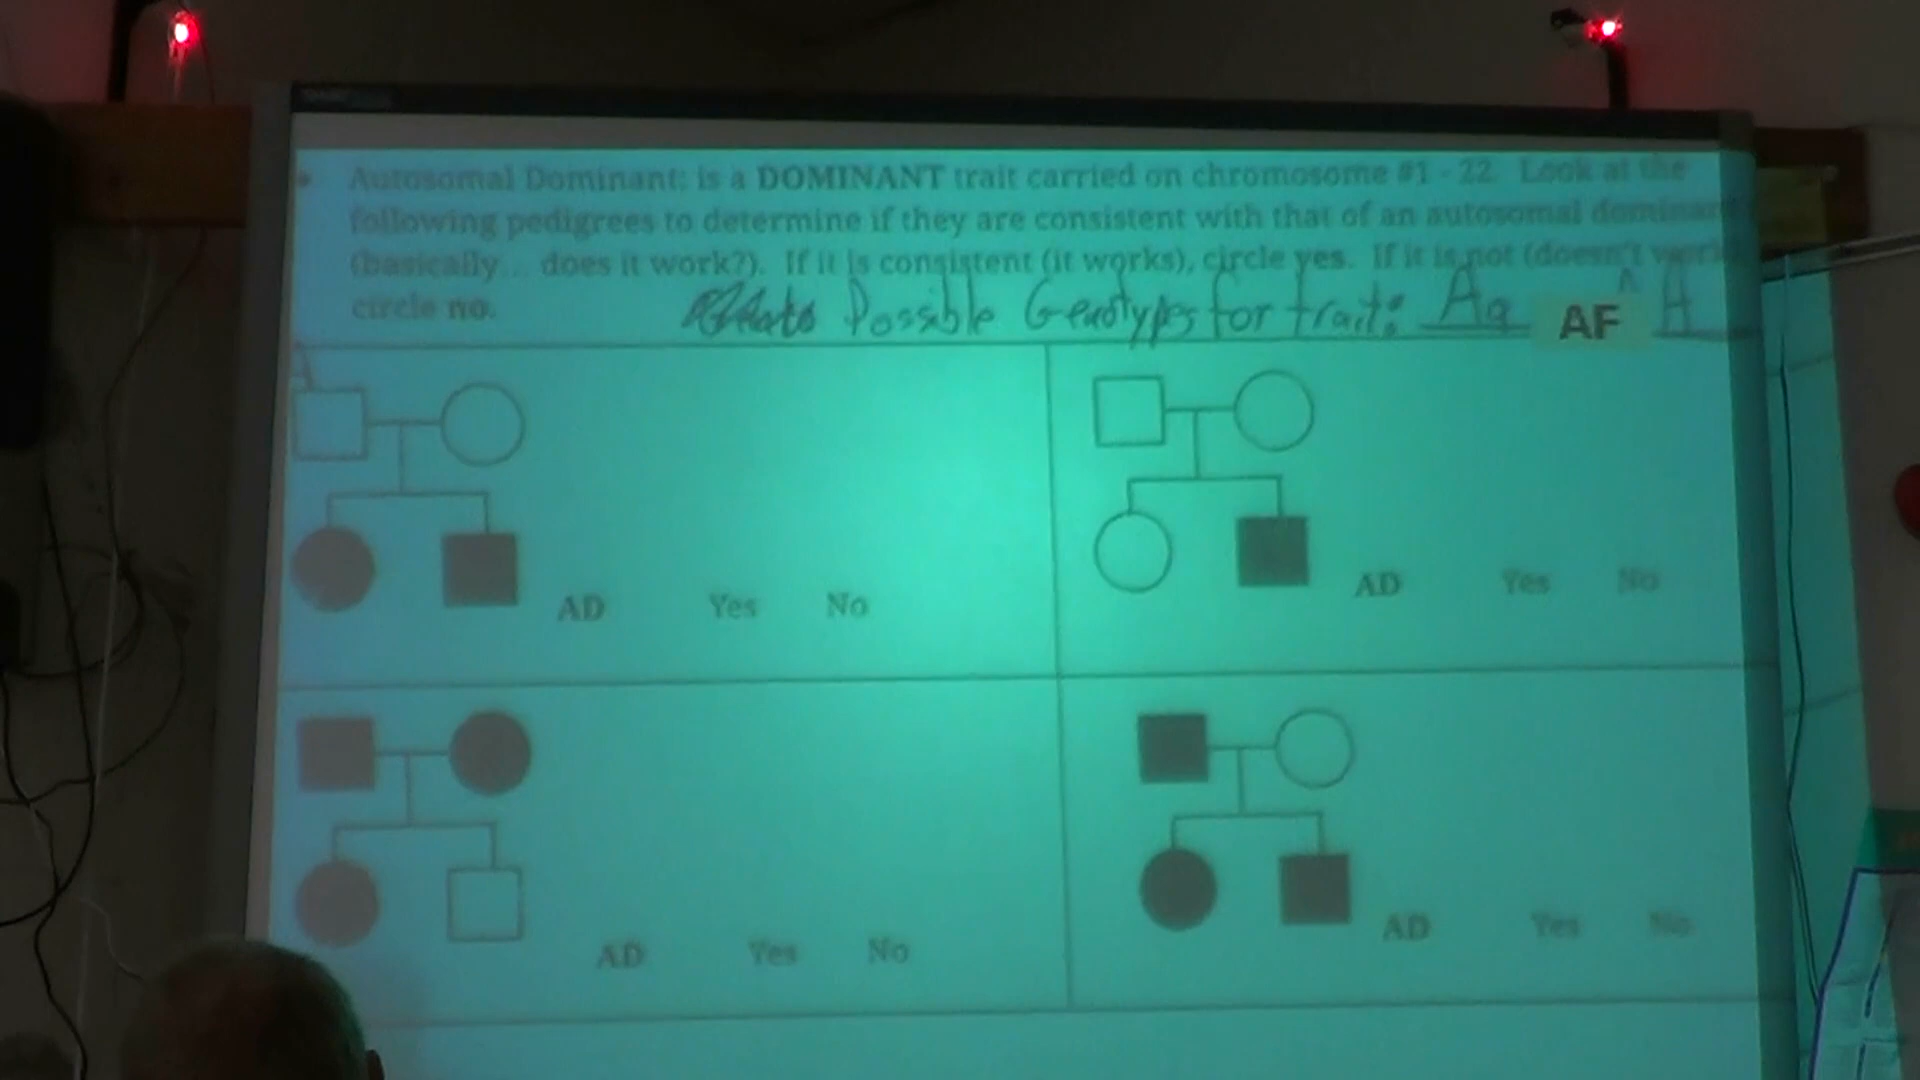 Autosomal Dominant: is a DOMINANT trait carried on chromosome #1 - 22. Look at the
following pedigrees to determine if they are consistent with that of an autosomal
(basically... does it work?). If it is consistent (it works), circle yes. If it is not (doesn't
circle no.
Possible Genotypes for trait: Aa AF A
AD Yes No
AD Yes No
AD Yes No
AD Yes No